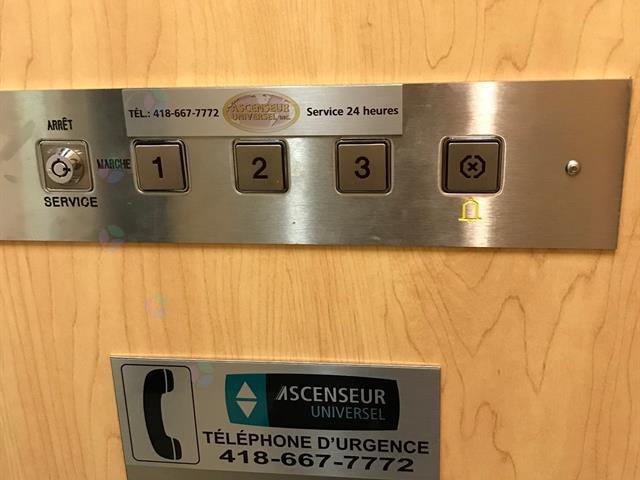 TÉL.: 418-667-7772 ASCENSEUR UNIVERSEL INC. Service 24 heures
ARRÊT
MARCHE
SERVICE
1 2 3
ASCENSEUR
UNIVERSEL
TÉLÉPHONE D'URGENCE
418-667-7772